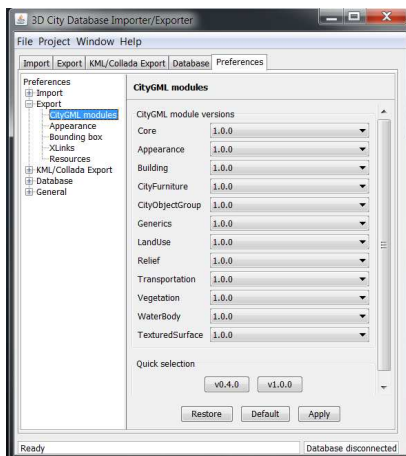 3D City Database Importer/Exporter
File Project Window Help
Import Export KML/Collada Export Database Preferences
Preferences
Import
Export
CityGML modules
Appearance
Bounding box
XLinks
Resources
KML/Collada Export
Database
General
CityGML modules
CityGML module versions
Core 1.0.0
Appearance 1.0.0
Building 1.0.0
CityFurniture 1.0.0
CityObjectGroup 1.0.0
Generics 1.0.0
LandUse 1.0.0
Relief 1.0.0
Transportation 1.0.0
Vegetation 1.0.0
WaterBody 1.0.0
TexturedSurface 1.0.0
Quick selection
v0.4.0 v1.0.0
Restore Default Apply
Ready Database disconnected